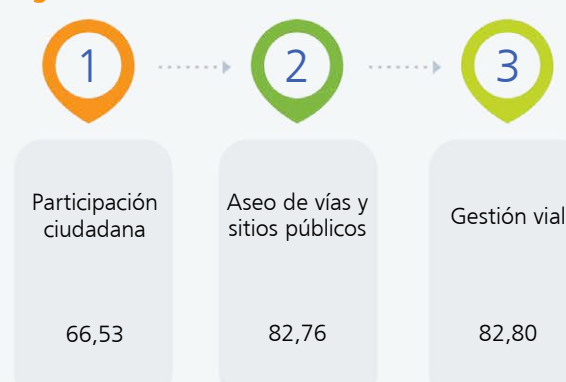 1
2
3
Participación
ciudadana
Aseo de vías y
sitios públicos
Gestión vial
66,53
82,76
82,80